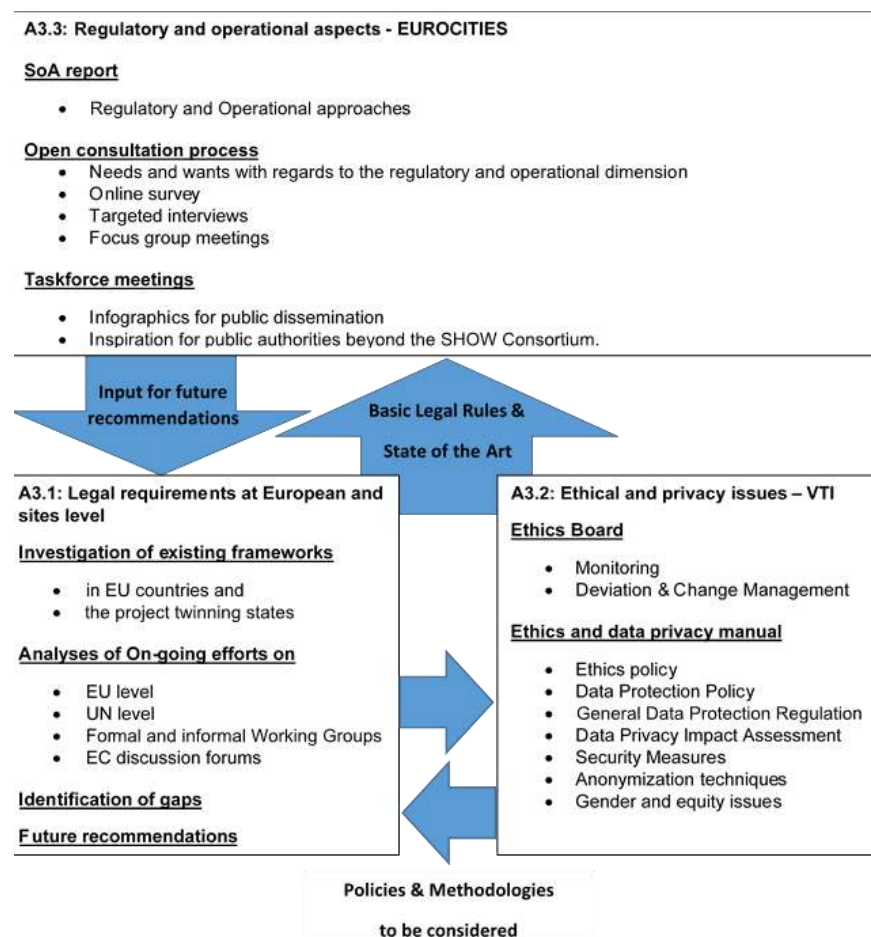 A3.3: Regulatory and operational aspects - EUROCITIES
SoA report
• Regulatory and Operational approaches
Open consultation process
• Needs and wants with regards to the regulatory and operational dimension
• Online survey
• Targeted interviews
• Focus group meetings
Taskforce meetings
• Infographics for public dissemination
• Inspiration for public authorities beyond the SHOW Consortium.
Input for future
recommendations
Basic Legal Rules &
State of the Art
A3.1: Legal requirements at European and
sites level
Investigation of existing frameworks
• in EU countries and
• the project twinning states
Analyses of On-going efforts on
• EU level
• UN level
• Formal and informal Working Groups
• EC discussion forums
Identification of gaps
Future recommendations
A3.2: Ethical and privacy issues – VTI
Ethics Board
• Monitoring
• Deviation & Change Management
Ethics and data privacy manual
• Ethics policy
• Data Protection Policy
• General Data Protection Regulation
• Data Privacy Impact Assessment
• Security Measures
• Anonymization techniques
• Gender and equity issues
Policies & Methodologies
to be considered